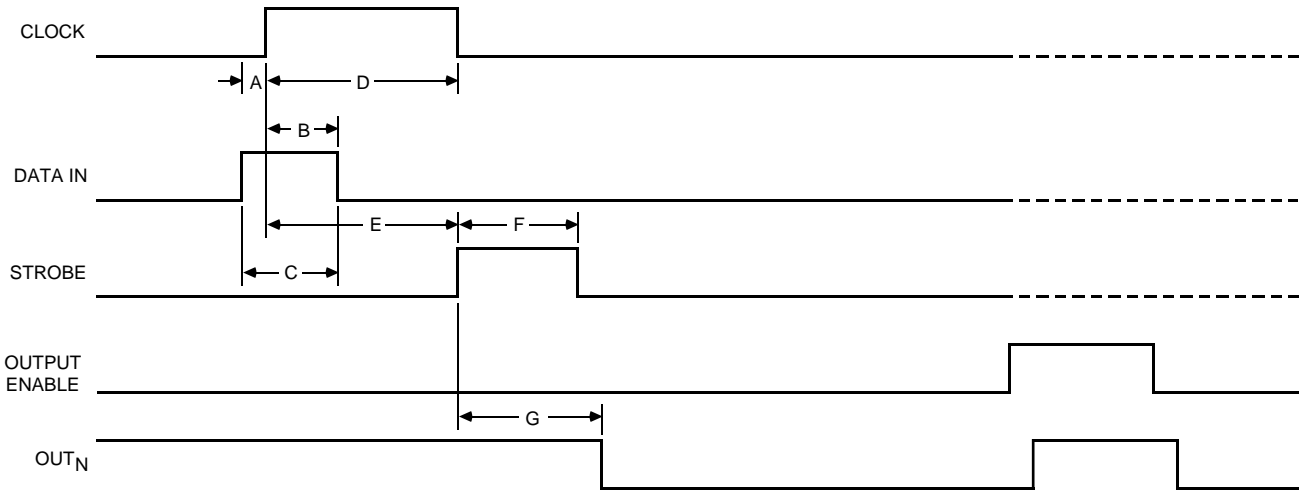 CLOCK
A
D
B
DATA IN
E
F
C
STROBE
OUTPUT
ENABLE
G
OUTN